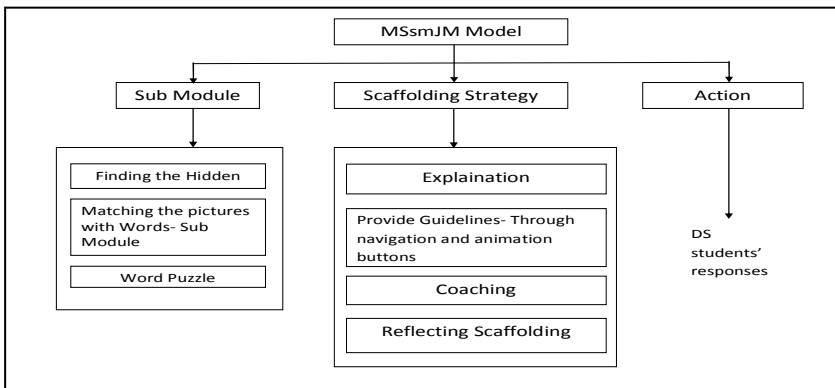 MSsmJM Model
Sub Module
Scaffolding Strategy
Action
Finding the Hidden
Matching the pictures
with Words- Sub
Module
Word Puzzle
Explaination
Provide Guidelines- Through
navigation and animation
buttons
Coaching
Reflecting Scaffolding
DS
students’
responses